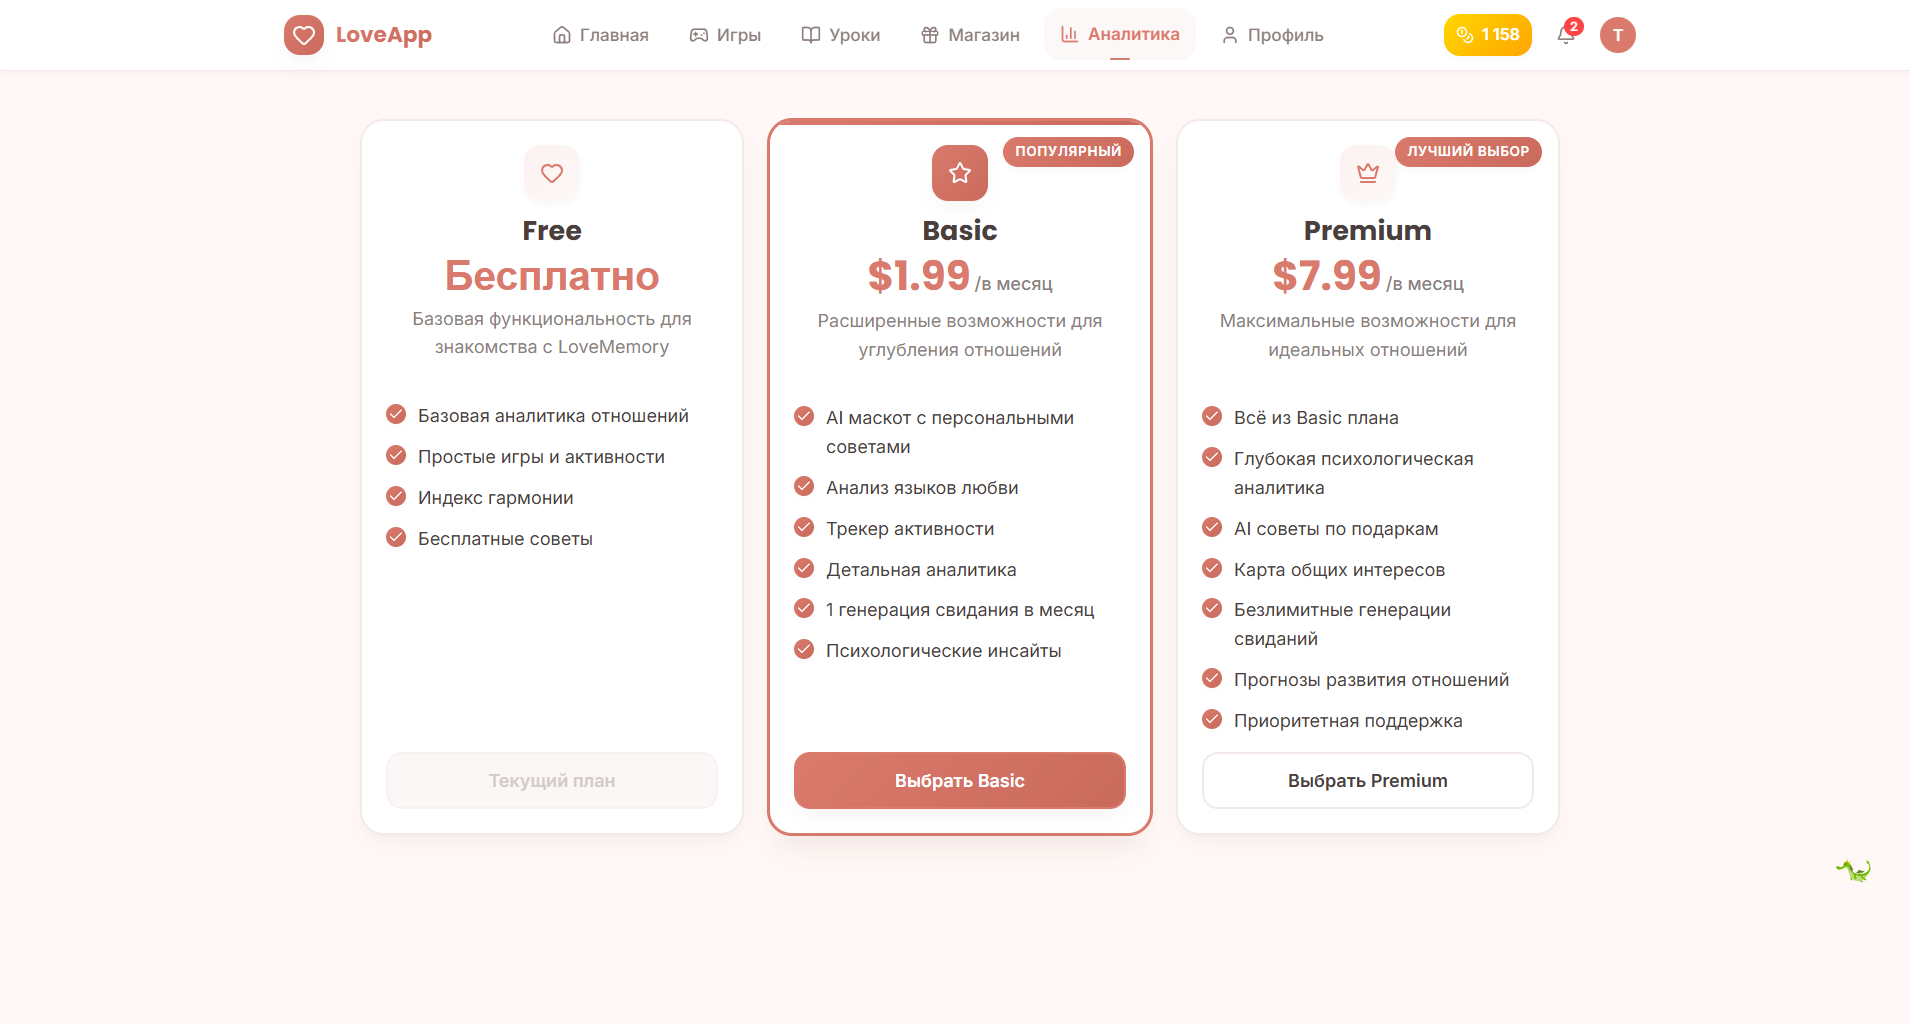 LoveApp
Главная
Игры
Уроки
Магазин
Аналитика
Профиль
1 158
2
T
Free
Бесплатно
Базовая функциональность для
знакомства с LoveMemory
Базовая аналитика отношений
Простые игры и активности
Индекс гармонии
Бесплатные советы
Текущий план
ПОПУЛЯРНЫЙ
Basic
$1.99 /в месяц
Расширенные возможности для
углубления отношений
AI маскот с персональными
советами
Анализ языков любви
Трекер активности
Детальная аналитика
1 генерация свидания в месяц
Психологические инсайты
Выбрать Basic
ЛУЧШИЙ ВЫБОР
Premium
$7.99 /в месяц
Максимальные возможности для
идеальных отношений
Всё из Basic плана
Глубокая психологическая
аналитика
AI советы по подаркам
Карта общих интересов
Безлимитные генерации
свиданий
Прогнозы развития отношений
Приоритетная поддержка
Выбрать Premium